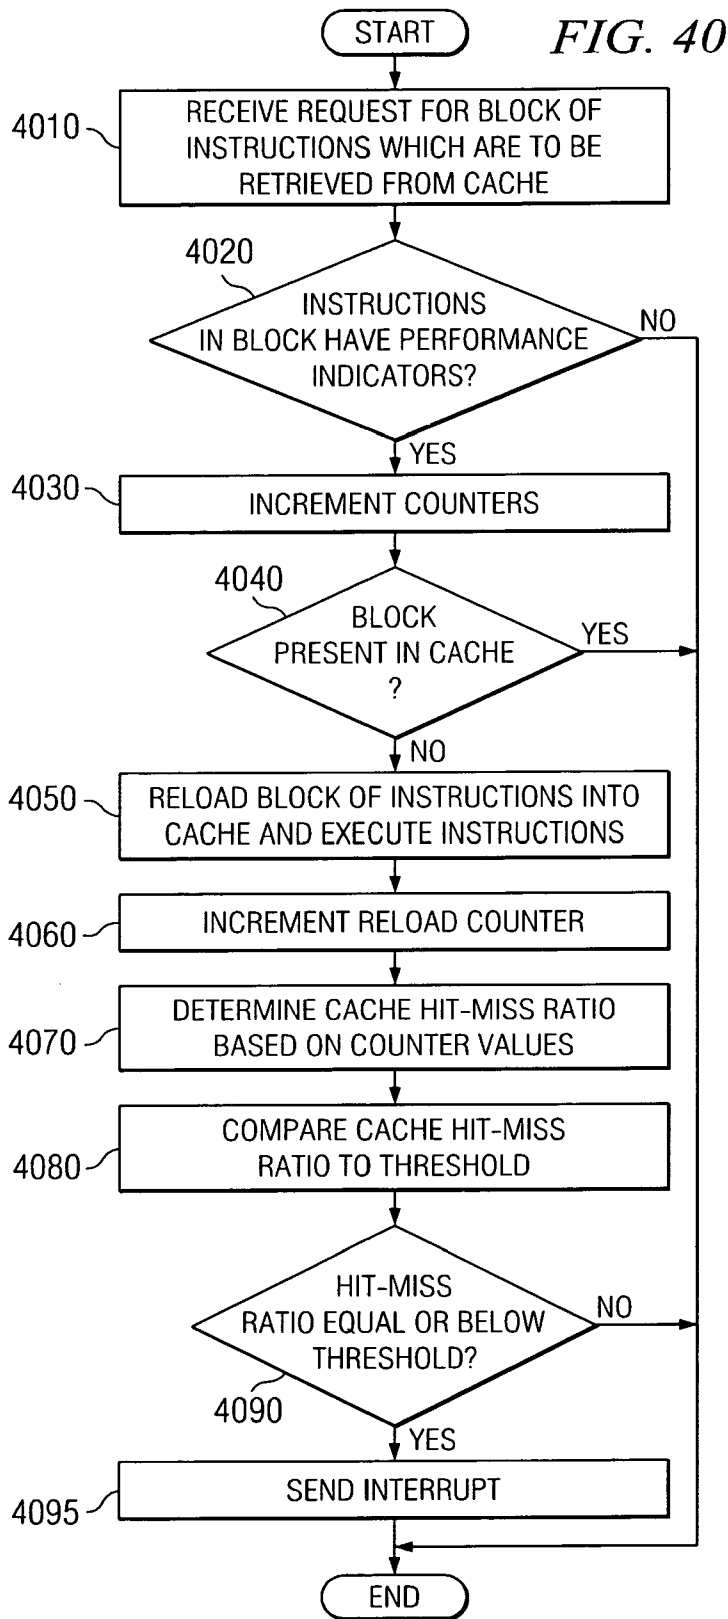 START
FIG. 40
4010
RECEIVE REQUEST FOR BLOCK OF
INSTRUCTIONS WHICH ARE TO BE
RETRIEVED FROM CACHE
4020
INSTRUCTIONS
IN BLOCK HAVE PERFORMANCE
INDICATORS?
NO
YES
4030
INCREMENT COUNTERS
4040
BLOCK
PRESENT IN CACHE
?
YES
NO
4050
RELOAD BLOCK OF INSTRUCTIONS INTO
CACHE AND EXECUTE INSTRUCTIONS
4060
INCREMENT RELOAD COUNTER
4070
DETERMINE CACHE HIT-MISS RATIO
BASED ON COUNTER VALUES
4080
COMPARE CACHE HIT-MISS
RATIO TO THRESHOLD
HIT-MISS
RATIO EQUAL OR BELOW
THRESHOLD?
NO
4090
YES
4095
SEND INTERRUPT
END